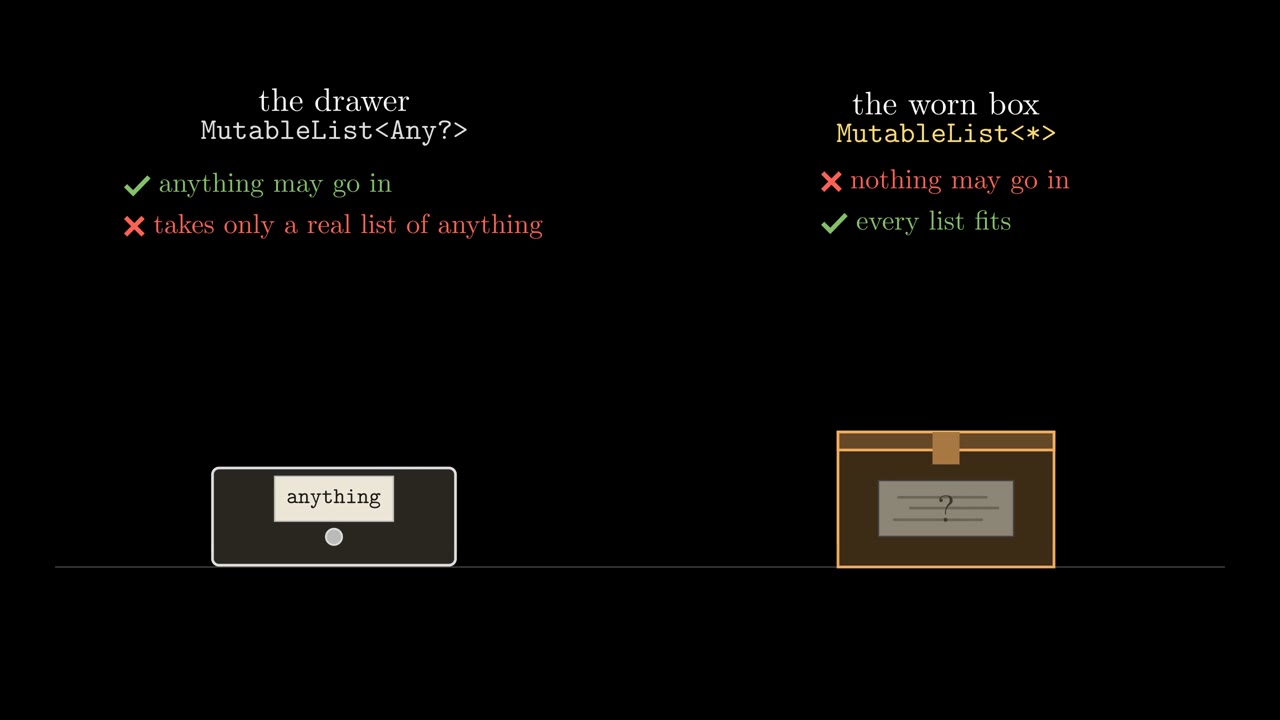 the drawer
MutableList<Any?>
anything may go in
takes only a real list of anything
anything
the worn box
MutableList<*>
nothing may go in
every list fits
?